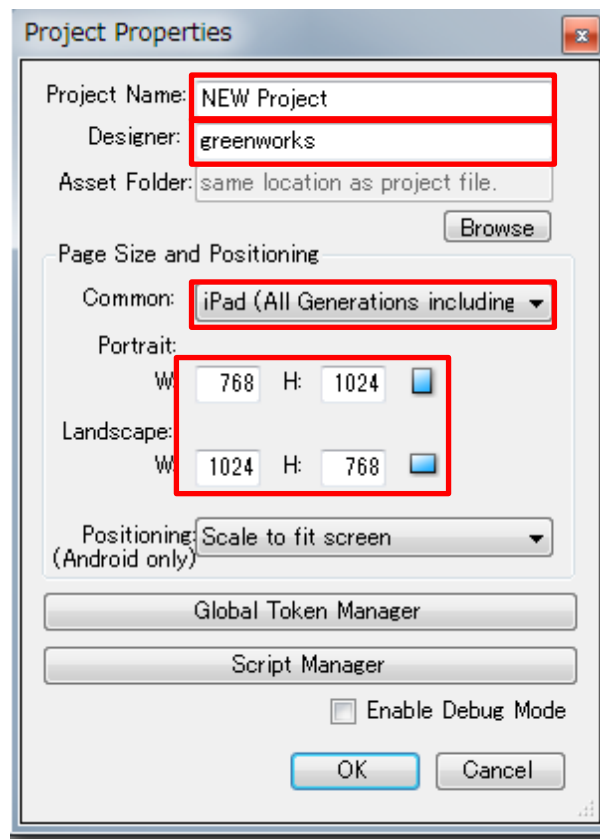 Project Properties
Project Name: NEW Project
Designer: greenworks
Asset Folder: same location as project file.
Browse
Page Size and Positioning
Common: iPad (All Generations including
Portrait:
W: 768 H: 1024
Landscape:
W: 1024 H: 768
Positioning: Scale to fit screen
(Android only)
Global Token Manager
Script Manager
Enable Debug Mode
OK Cancel